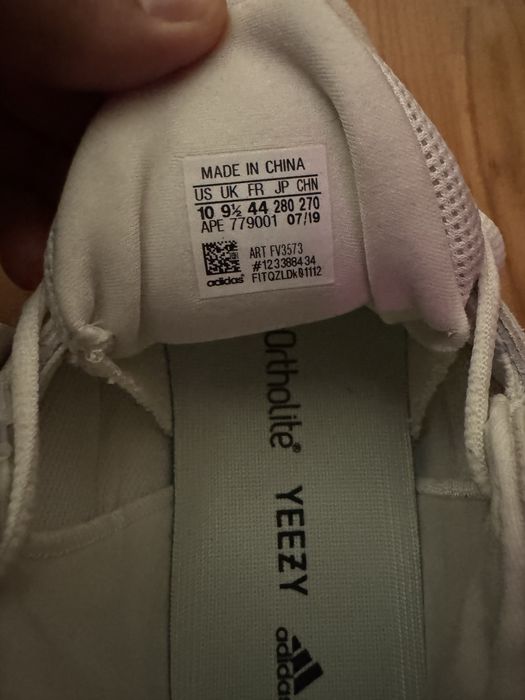 MADE IN CHINA
US UK FR JP CHN
10 9½ 44 280 270
APE 779001 07/19
ART FV3573
#123388434
adidas FITQZLDk01112
Ortholite®
YEEZY
adidas